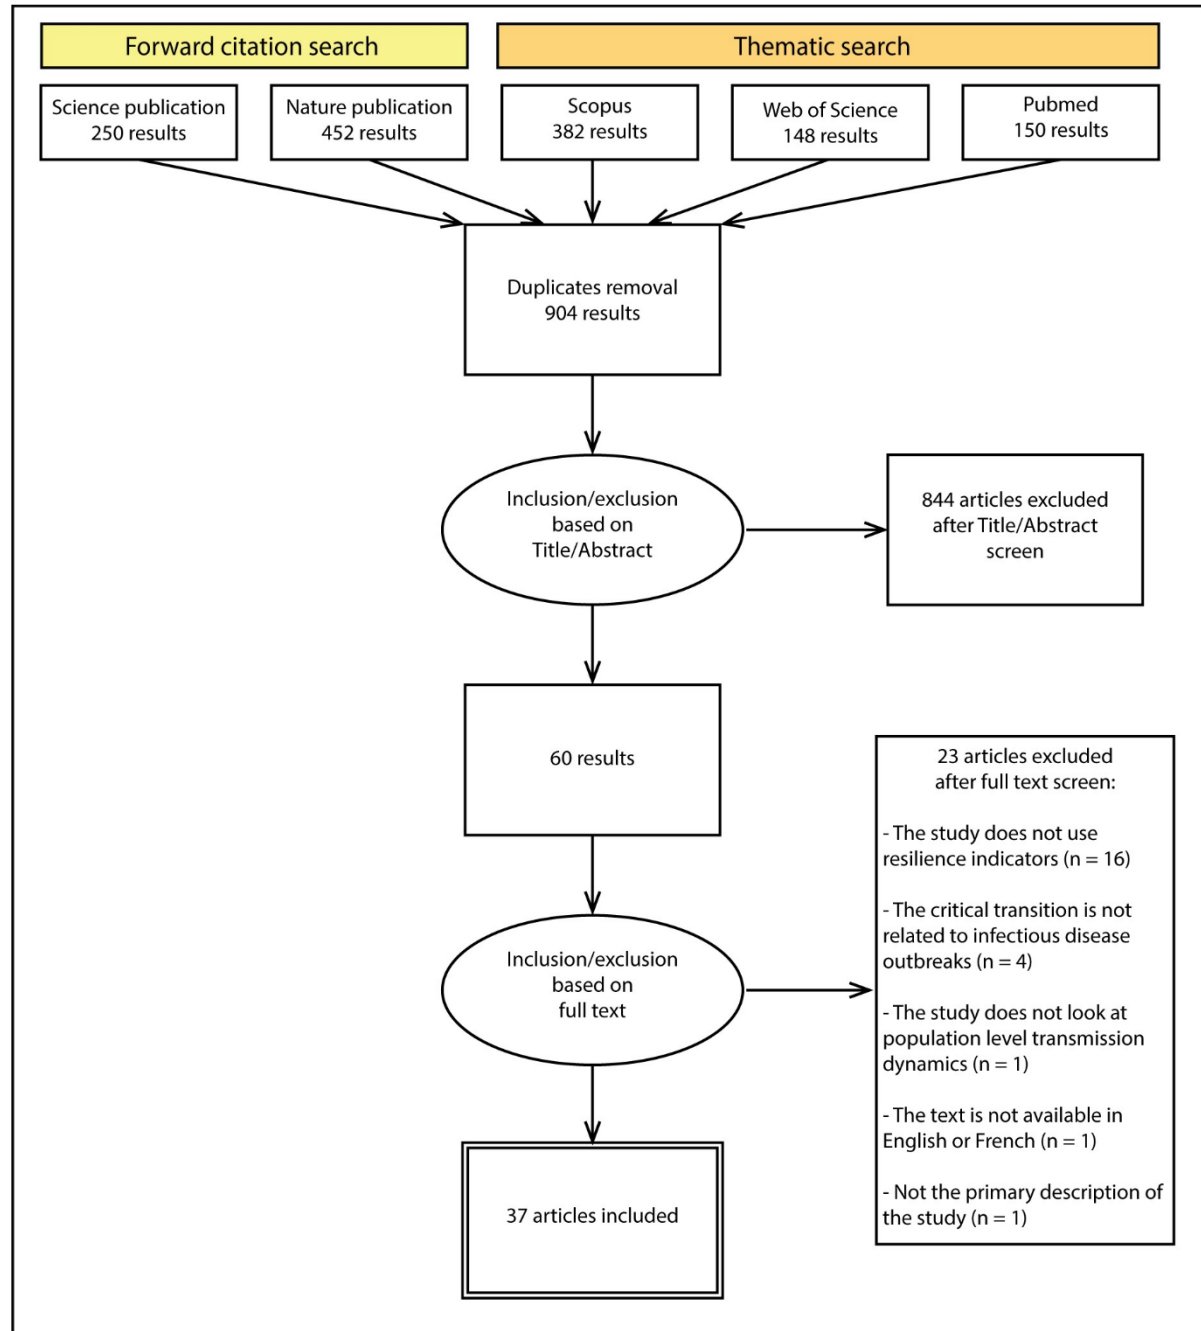 Forward citation search
Thematic search
Science publication
250 results
Nature publication
452 results
Scopus
382 results
Web of Science
148 results
Pubmed
150 results
Duplicates removal
904 results
Inclusion/exclusion
based on
Title/Abstract
844 articles excluded
after Title/Abstract
screen
60 results
23 articles excluded
after full text screen:
- The study does not use
resilience indicators (n = 16)
- The critical transition is not
related to infectious disease
outbreaks (n = 4)
- The study does not look at
population level transmission
dynamics (n = 1)
- The text is not available in
English or French (n = 1)
- Not the primary description of
the study (n = 1)
Inclusion/exclusion
based on
full text
37 articles included